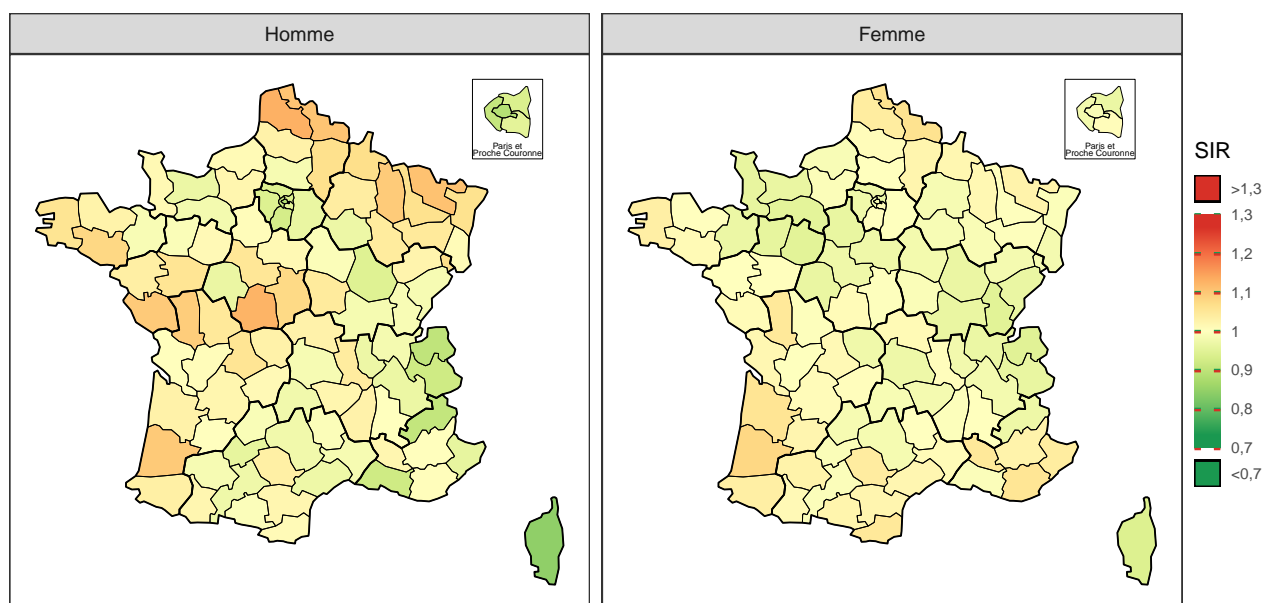 Homme
Femme
Paris et
Proche Couronne
Paris et
Proche Couronne
SIR
>1,3
1,3
1,2
1,1
1
0,9
0,8
0,7
<0,7